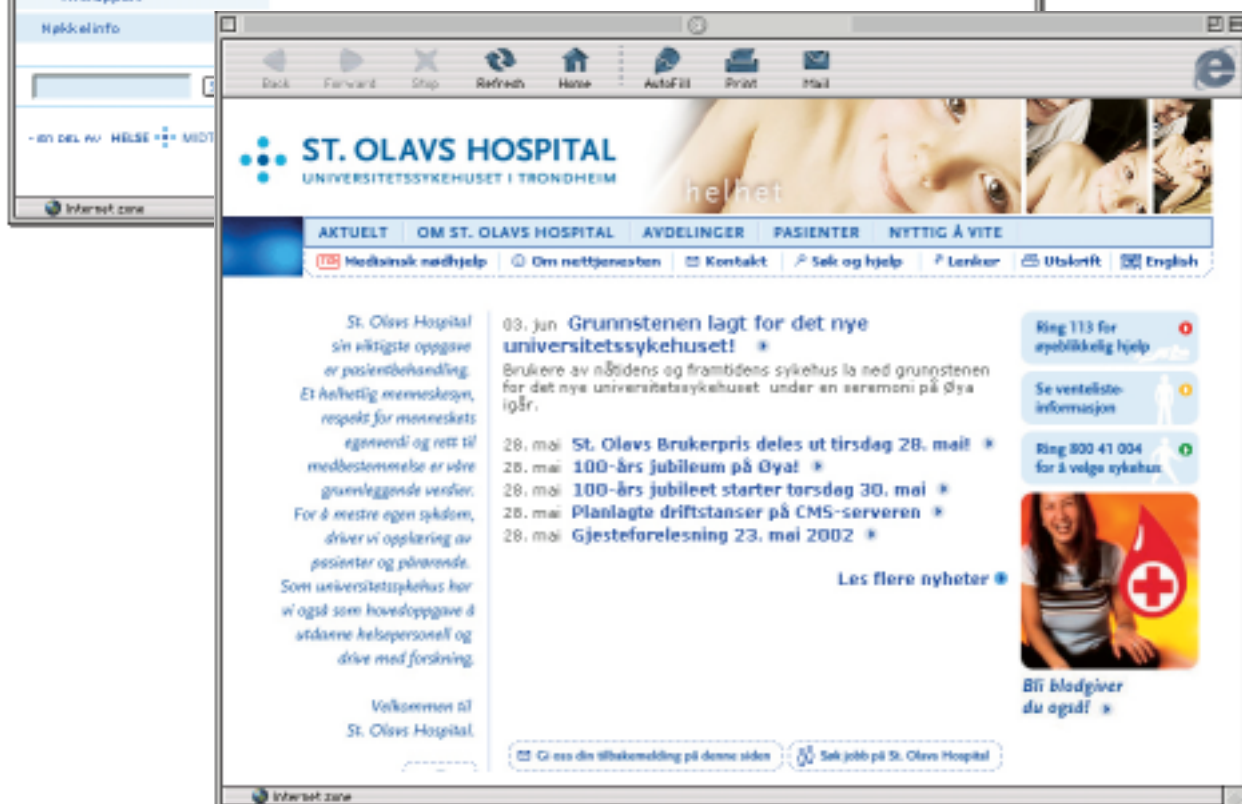 Nøkkelinfo
- EN DEL AV HELSE MIDT
Internet zone
Back Forward Stop Refresh Home AutoFill Print Mail
ST. OLAVS HOSPITAL
UNIVERSITETSSYKEHUSET I TRONDHEIM
helhet
AKTUELT OM ST. OLAVS HOSPITAL AVDELINGER PASIENTER NYTTIG Å VITE
Medisinsk nødhjelp Om nettjenesten Kontakt Søk og hjelp Lenker Utskrift English
St. Olavs Hospital
sin viktigste oppgave
er pasientbehandling.
Et helhetlig menneskesyn,
respekt for menneskets
egenverdi og rett til
medbestemmelse er våre
grunnleggende verdier.
For å mestre egen sykdom,
driver vi opplæring av
pasienter og pårørende.
Som universitetssykehus har
vi også som hovedoppgave å
utdanne helsepersonell og
drive med forskning.
Velkommen til
St. Olavs Hospital.
03. jun Grunnstenen lagt for det nye
universitetssykehuset!
Brukere av nåtidens og framtidens sykehus la ned grunnstenen
for det nye universitetssykehuset under en seremoni på Øya
igår.
28. mai St. Olavs Brukerpris deles ut tirsdag 28. mai!
28. mai 100-års jubileum på Øya!
28. mai 100-års jubileet starter torsdag 30. mai
28. mai Planlagte driftstanser på CMS-serveren
28. mai Gjesteforelesning 23. mai 2002
Les flere nyheter
Ring 113 for
øyeblikkelig hjelp
Se venteliste-
informasjon
Ring 800 41 004
for å velge sykehus
Bli blodgiver
du også!
Gi oss din tilbakemelding på denne siden
Søk jobb på St. Olavs Hospital
Internet zone